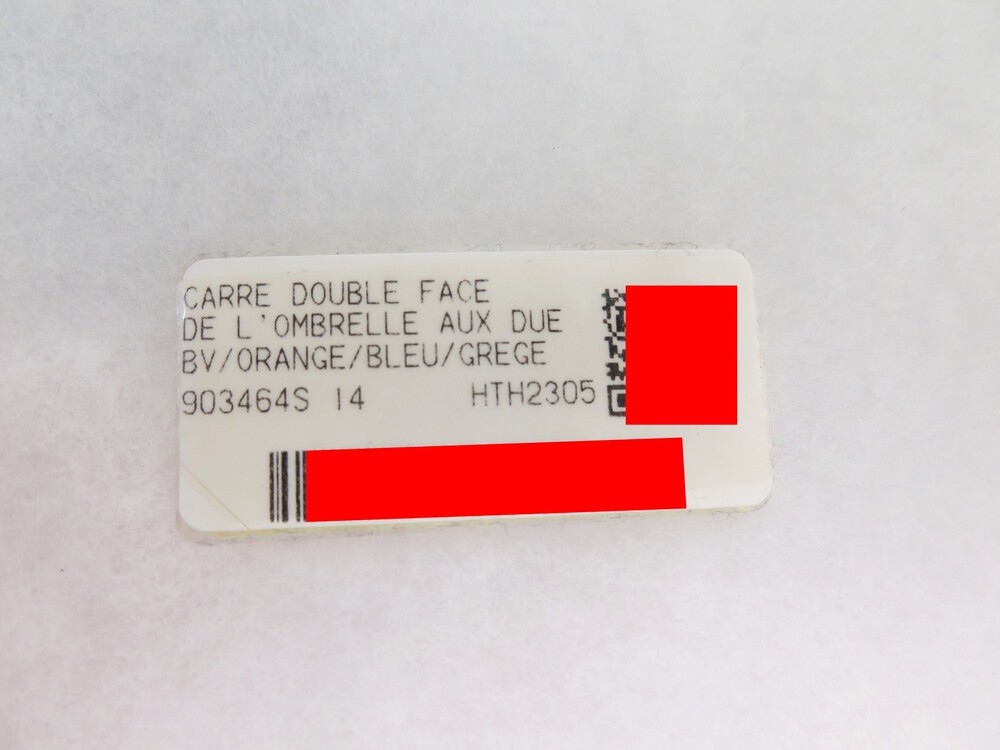 CARRE DOUBLE FACE
DE L'OMBRELLE AUX DUE
BV/ORANGE/BLEU/GREGE
903464S 14 HTH2305